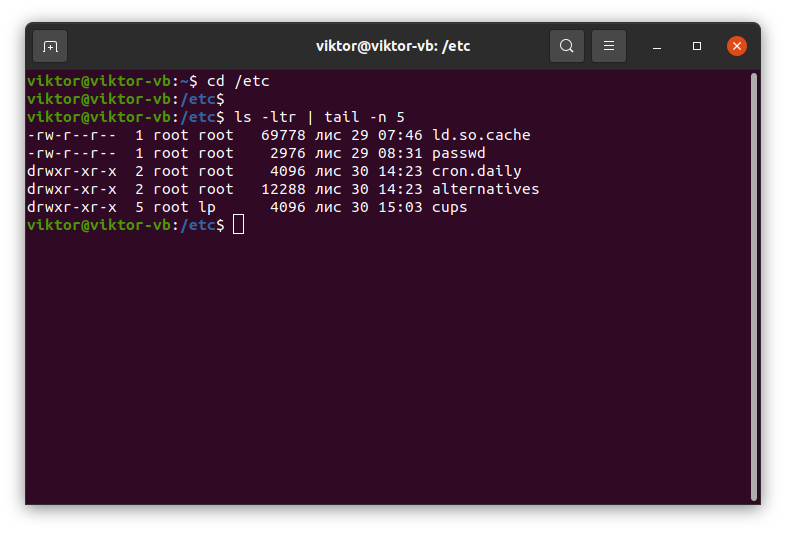 viktor@viktor-vb: /etc
viktor@viktor-vb:~$ cd /etc
viktor@viktor-vb:/etc$
viktor@viktor-vb:/etc$ ls -ltr | tail -n 5
-rw-r--r--  1 root root   69778 лис 29 07:46 ld.so.cache
-rw-r--r--  1 root root    2976 лис 29 08:31 passwd
drwxr-xr-x  2 root root    4096 лис 30 14:23 cron.daily
drwxr-xr-x  2 root root   12288 лис 30 14:23 alternatives
drwxr-xr-x  5 root lp      4096 лис 30 15:03 cups
viktor@viktor-vb:/etc$